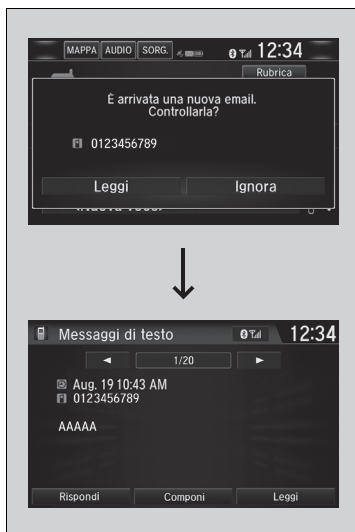 MAPPA AUDIO SORG. 12:34
Rubrica
È arrivata una nuova email.
Controllarla?
0123456789
Leggi Ignora
Messaggi di testo 12:34
1/20
Aug. 19 10:43 AM
0123456789
AAAAA
Rispondi Componi Leggi